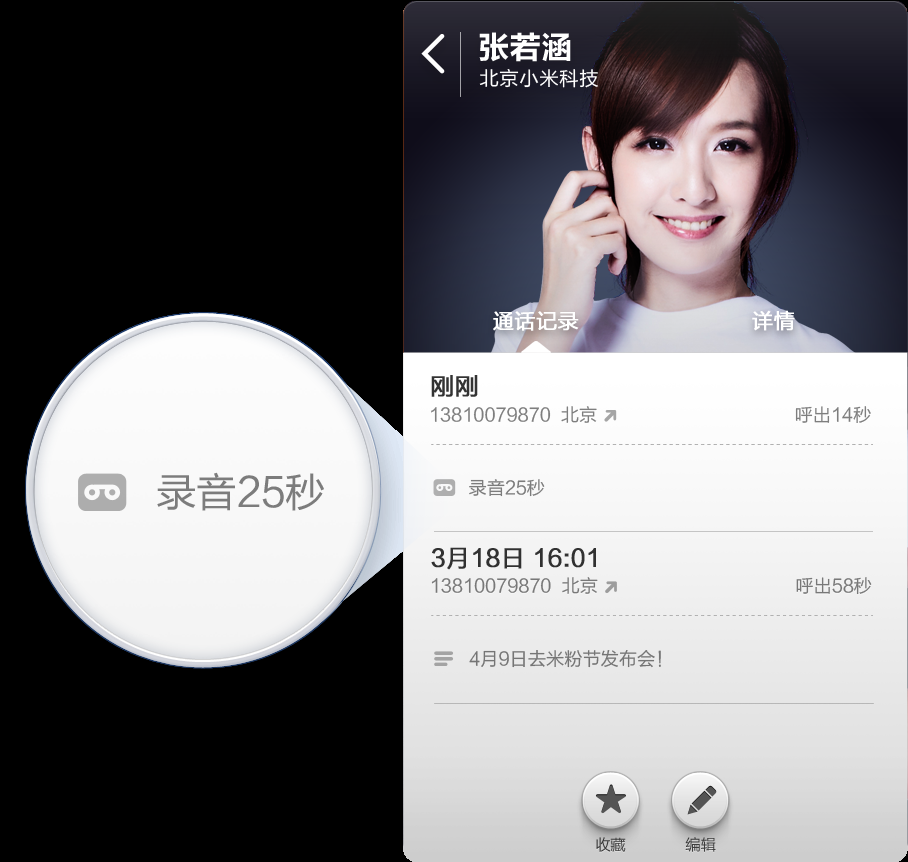 张若涵
北京小米科技
通话记录
详情
刚刚
13810079870 北京
呼出14秒
录音25秒
录音25秒
3月18日 16:01
13810079870 北京
呼出58秒
4月9日去米粉节发布会！
收藏
编辑